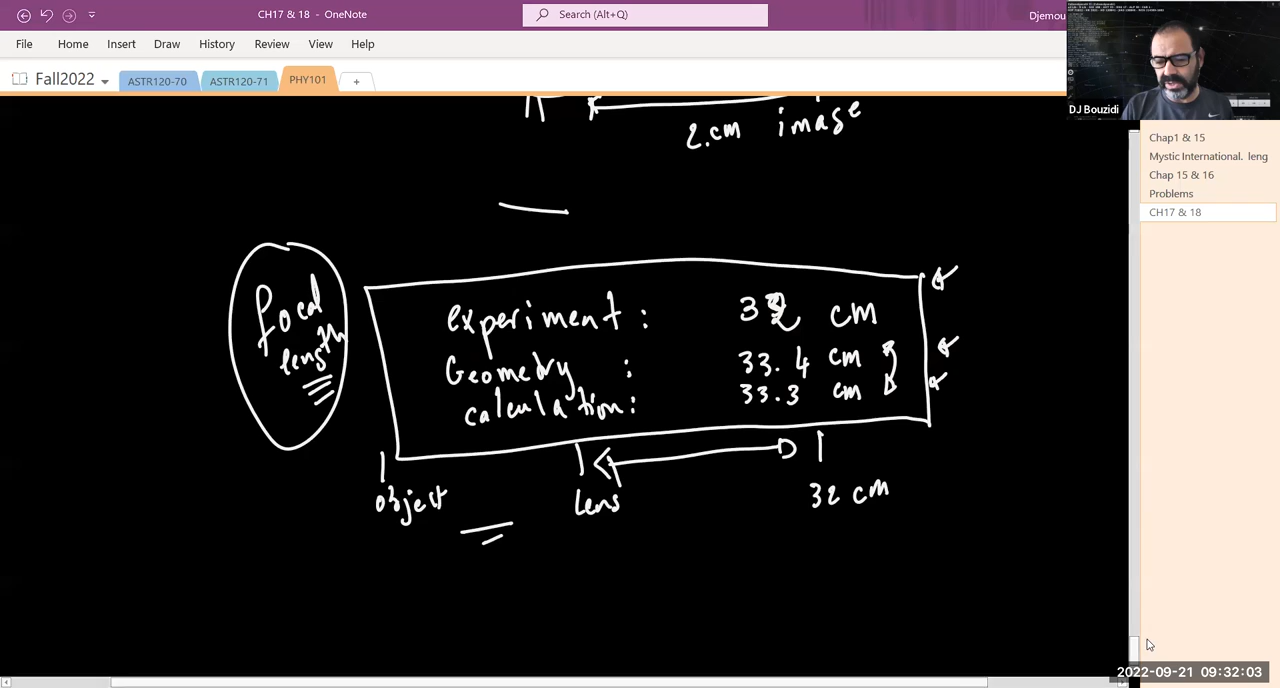 CH17 & 18 - OneNote
Search (Alt+Q)
Djemou
File Home Insert Draw History Review View Help
Fall2022 ASTR120-70 ASTR120-71 PHY101 +
DJ Bouzidi
Chap1 & 15
Mystic International. leng
Chap 15 & 16
Problems
CH17 & 18
2.cm image
focal
length
experiment: 32 cm
Geometry : 33.4 cm
calculation: 33.3 cm
object lens 32 cm
2022-09-21 09:32:03